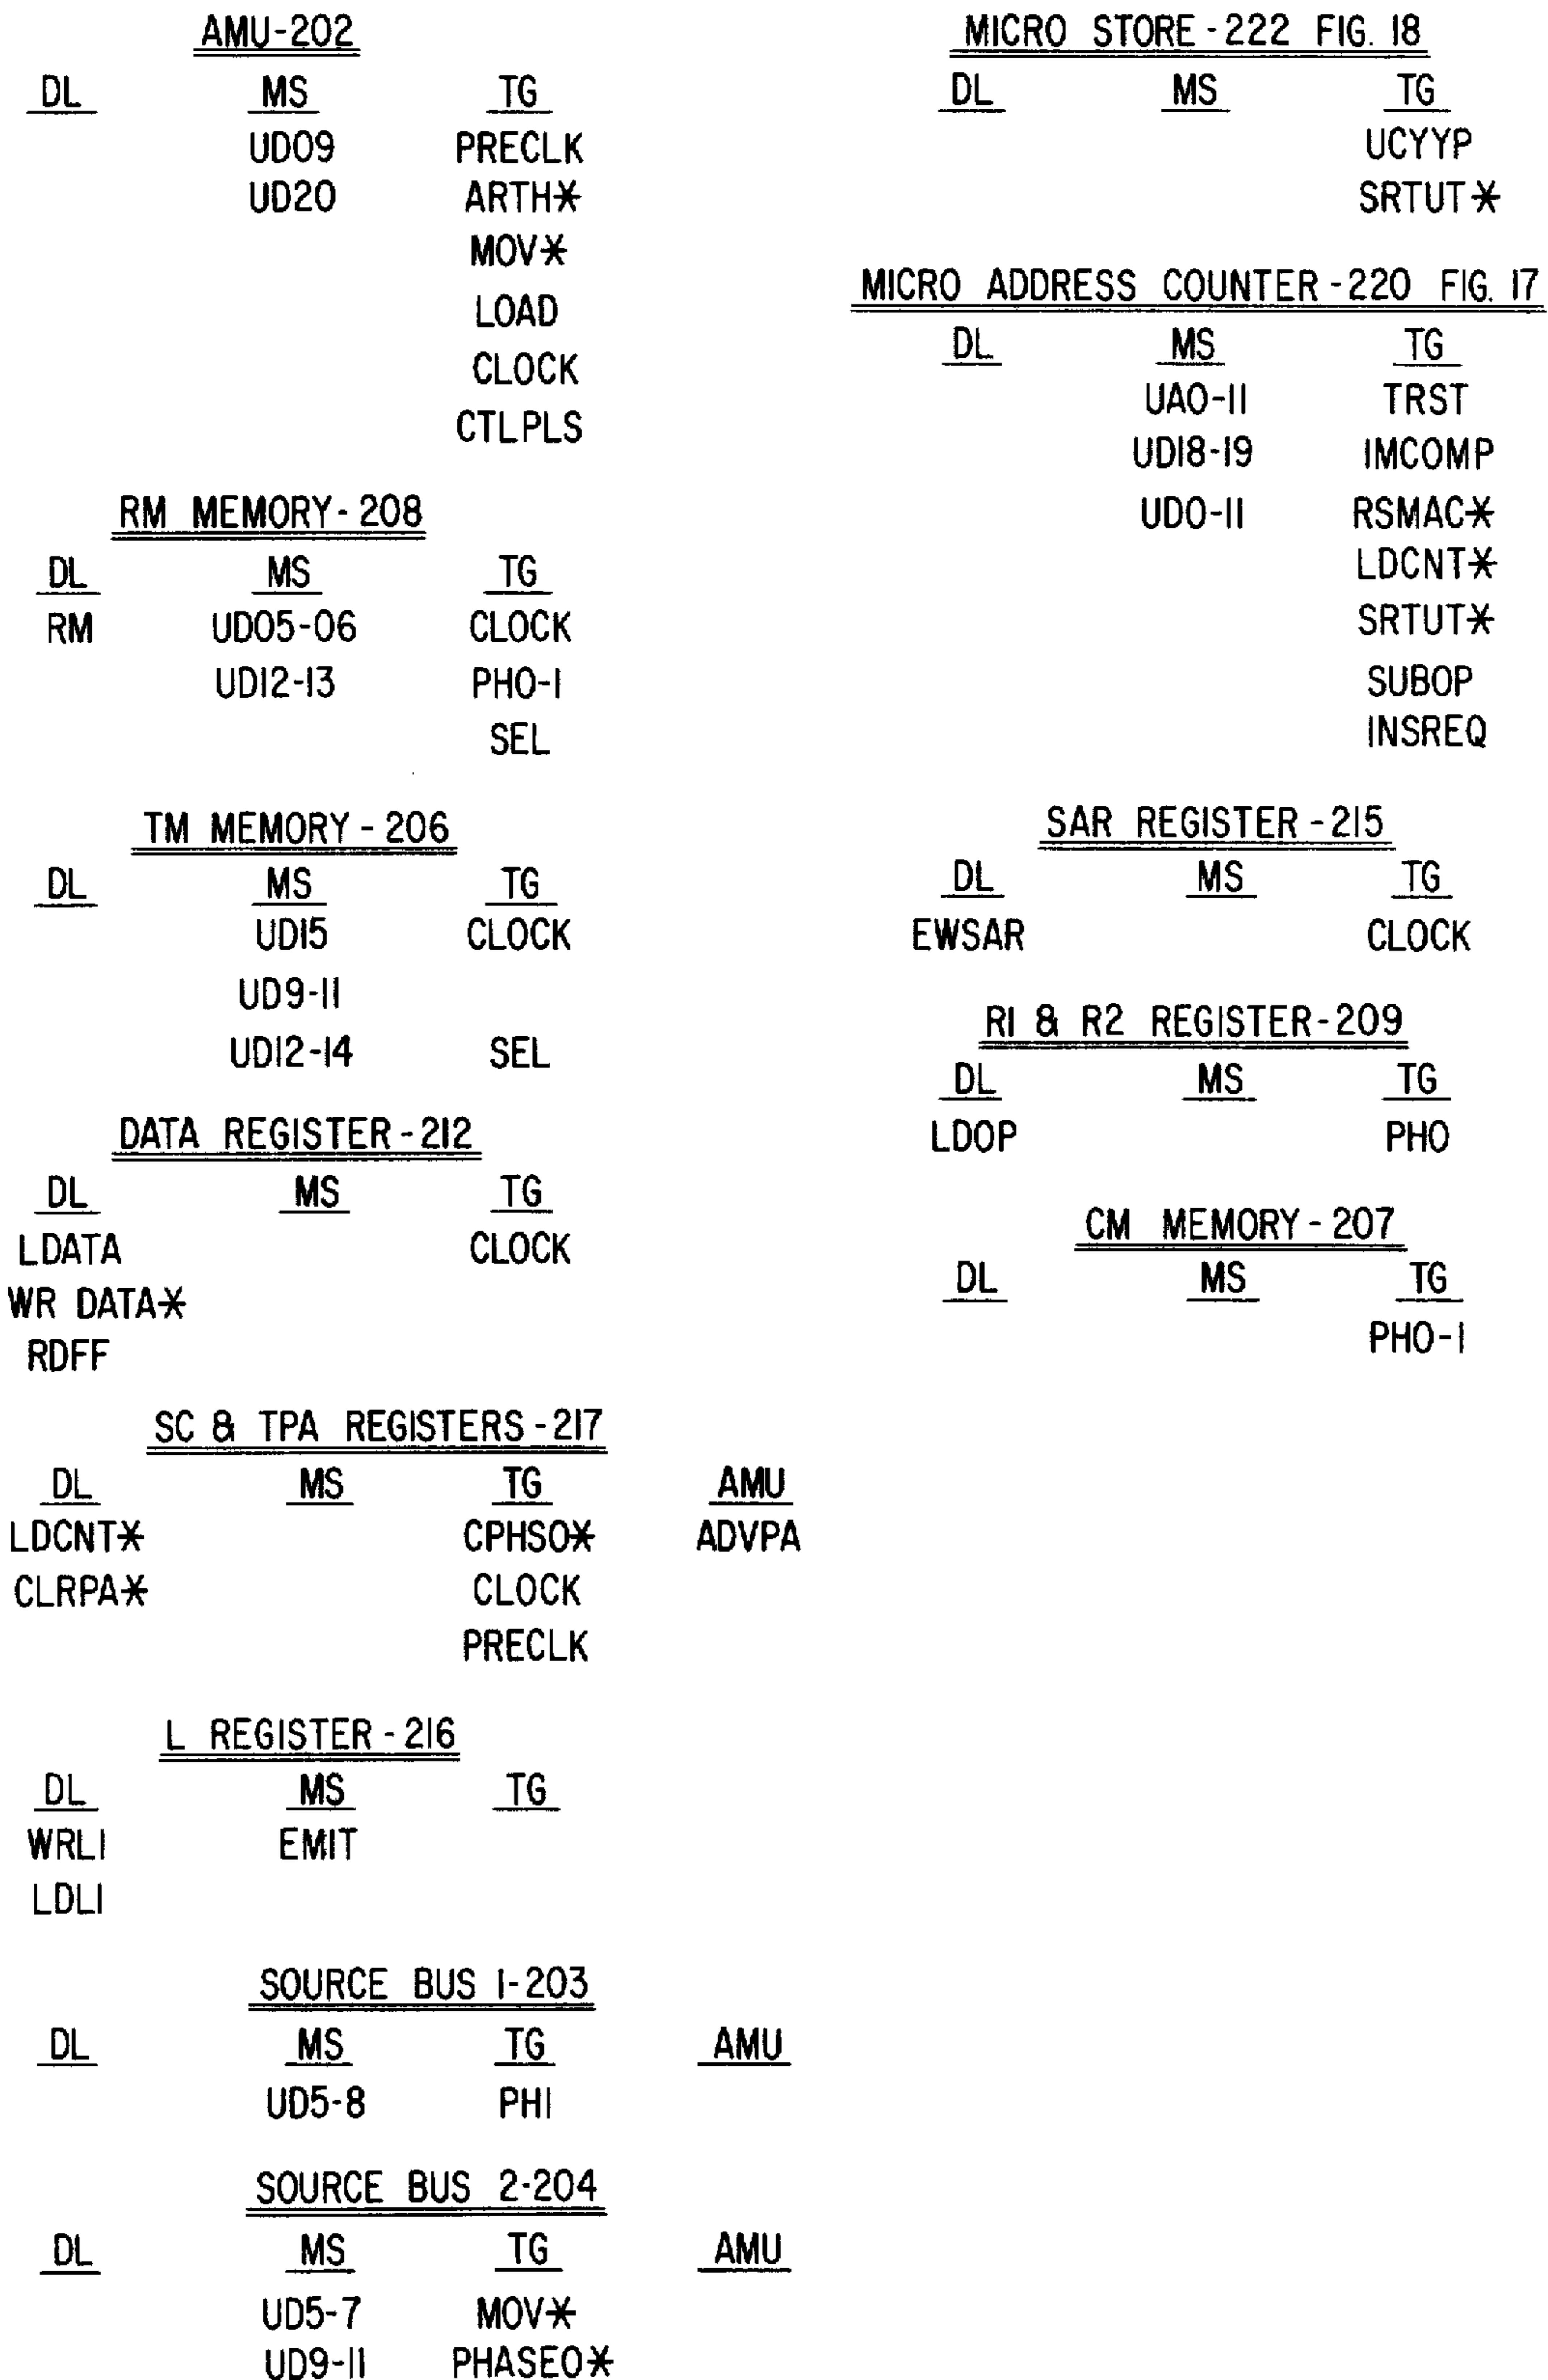 AMU-202
DL MS TG
UD09 PRECLK
UD20 ARTH*
MOV*
LOAD
CLOCK
CTLPLS
RM MEMORY-208
DL MS TG
RM UD05-06 CLOCK
UD12-13 PH0-1
SEL
TM MEMORY-206
DL MS TG
UD15 CLOCK
UD9-11
UD12-14 SEL
DATA REGISTER-212
DL MS TG
LDATA CLOCK
WR DATA*
RDFF
SC & TPA REGISTERS-217
DL MS TG AMU
LDCNT* CPHSO* ADVPA
CLRPA* CLOCK
PRECLK
L REGISTER-216
DL MS TG
WRL1 EMIT
LDL1
SOURCE BUS 1-203
DL MS TG AMU
UD5-8 PH1
SOURCE BUS 2-204
DL MS TG AMU
UD5-7 MOV*
UD9-11 PHASE0*
MICRO STORE-222 FIG. 18
DL MS TG
UCYYP
SRTUT*
MICRO ADDRESS COUNTER-220 FIG. 17
DL MS TG
UA0-11 TRST
UD18-19 IMCOMP
UD0-11 RSMAC*
LDCNT*
SRTUT*
SUBOP
INSREQ
SAR REGISTER-215
DL MS TG
EWSAR CLOCK
R1 & R2 REGISTER-209
DL MS TG
LDOP PH0
CM MEMORY-207
DL MS TG
PH0-1